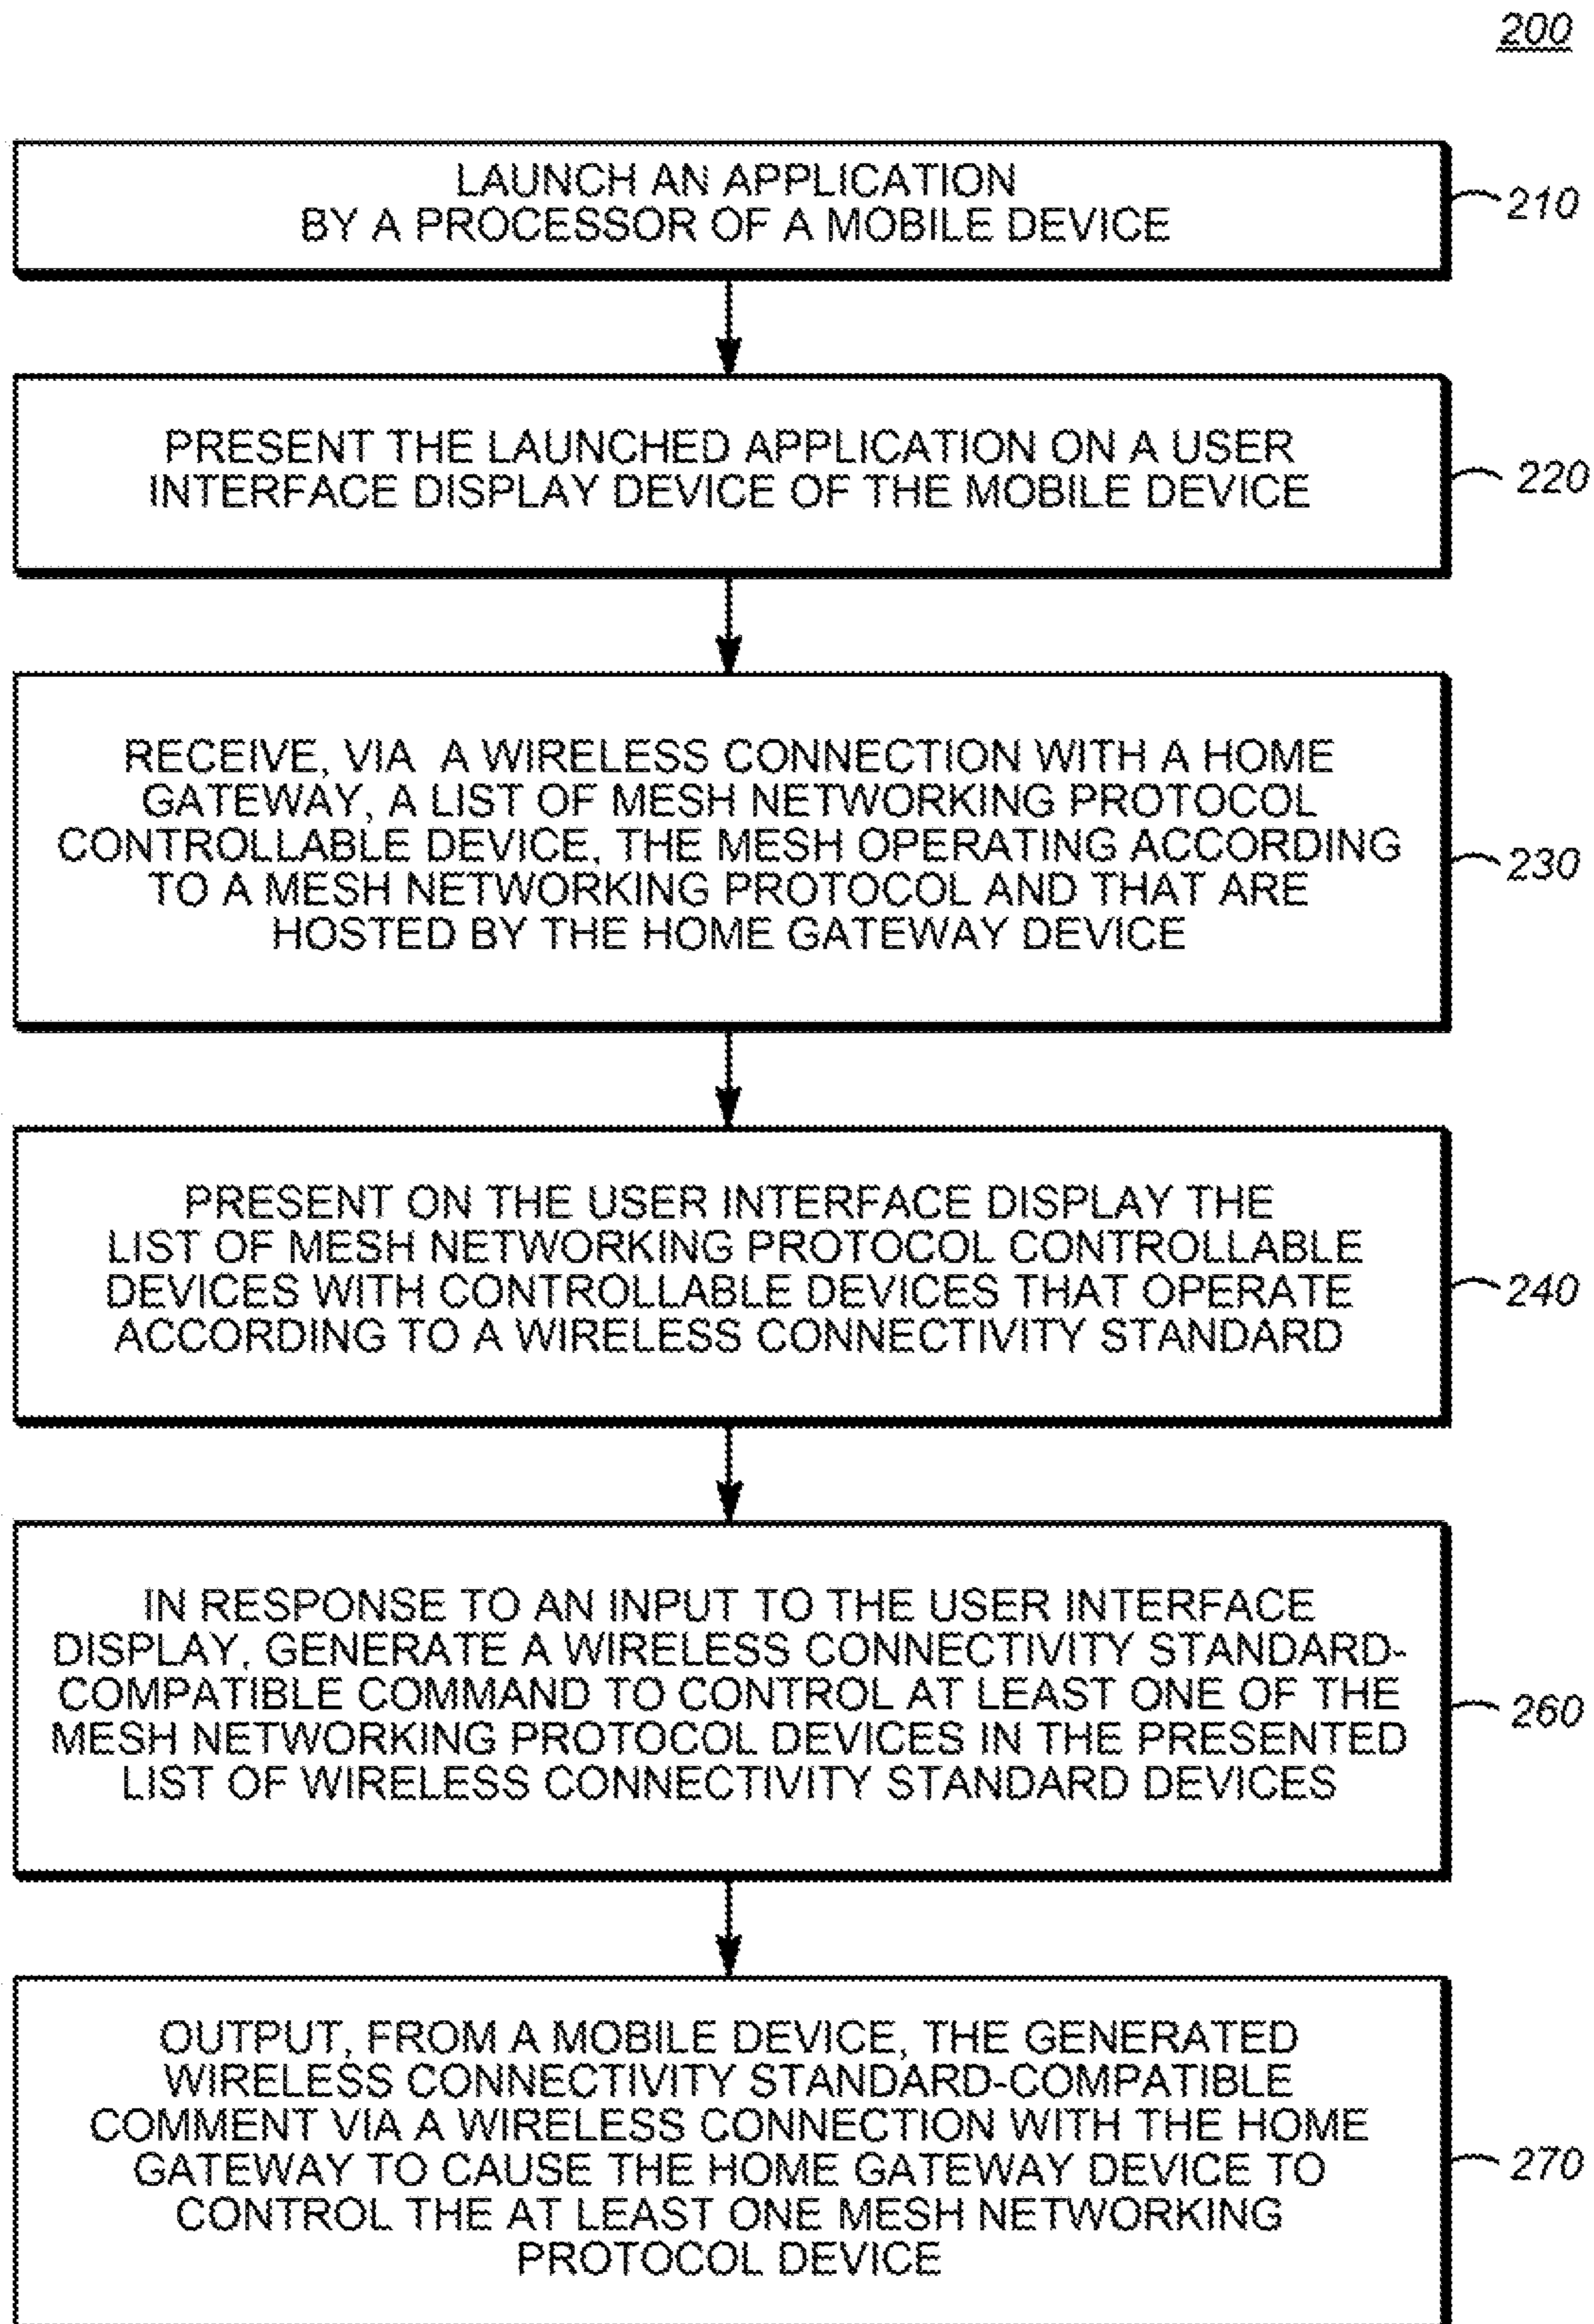 200
LAUNCH AN APPLICATION
BY A PROCESSOR OF A MOBILE DEVICE
210
PRESENT THE LAUNCHED APPLICATION ON A USER
INTERFACE DISPLAY DEVICE OF THE MOBILE DEVICE
220
RECEIVE, VIA A WIRELESS CONNECTION WITH A HOME
GATEWAY, A LIST OF MESH NETWORKING PROTOCOL
CONTROLLABLE DEVICE, THE MESH OPERATING ACCORDING
TO A MESH NETWORKING PROTOCOL AND THAT ARE
HOSTED BY THE HOME GATEWAY DEVICE
230
PRESENT ON THE USER INTERFACE DISPLAY THE
LIST OF MESH NETWORKING PROTOCOL CONTROLLABLE
DEVICES WITH CONTROLLABLE DEVICES THAT OPERATE
ACCORDING TO A WIRELESS CONNECTIVITY STANDARD
240
IN RESPONSE TO AN INPUT TO THE USER INTERFACE
DISPLAY, GENERATE A WIRELESS CONNECTIVITY STANDARD-
COMPATIBLE COMMAND TO CONTROL AT LEAST ONE OF THE
MESH NETWORKING PROTOCOL DEVICES IN THE PRESENTED
LIST OF WIRELESS CONNECTIVITY STANDARD DEVICES
260
OUTPUT, FROM A MOBILE DEVICE, THE GENERATED
WIRELESS CONNECTIVITY STANDARD-COMPATIBLE
COMMENT VIA A WIRELESS CONNECTION WITH THE HOME
GATEWAY TO CAUSE THE HOME GATEWAY DEVICE TO
CONTROL THE AT LEAST ONE MESH NETWORKING
PROTOCOL DEVICE
270